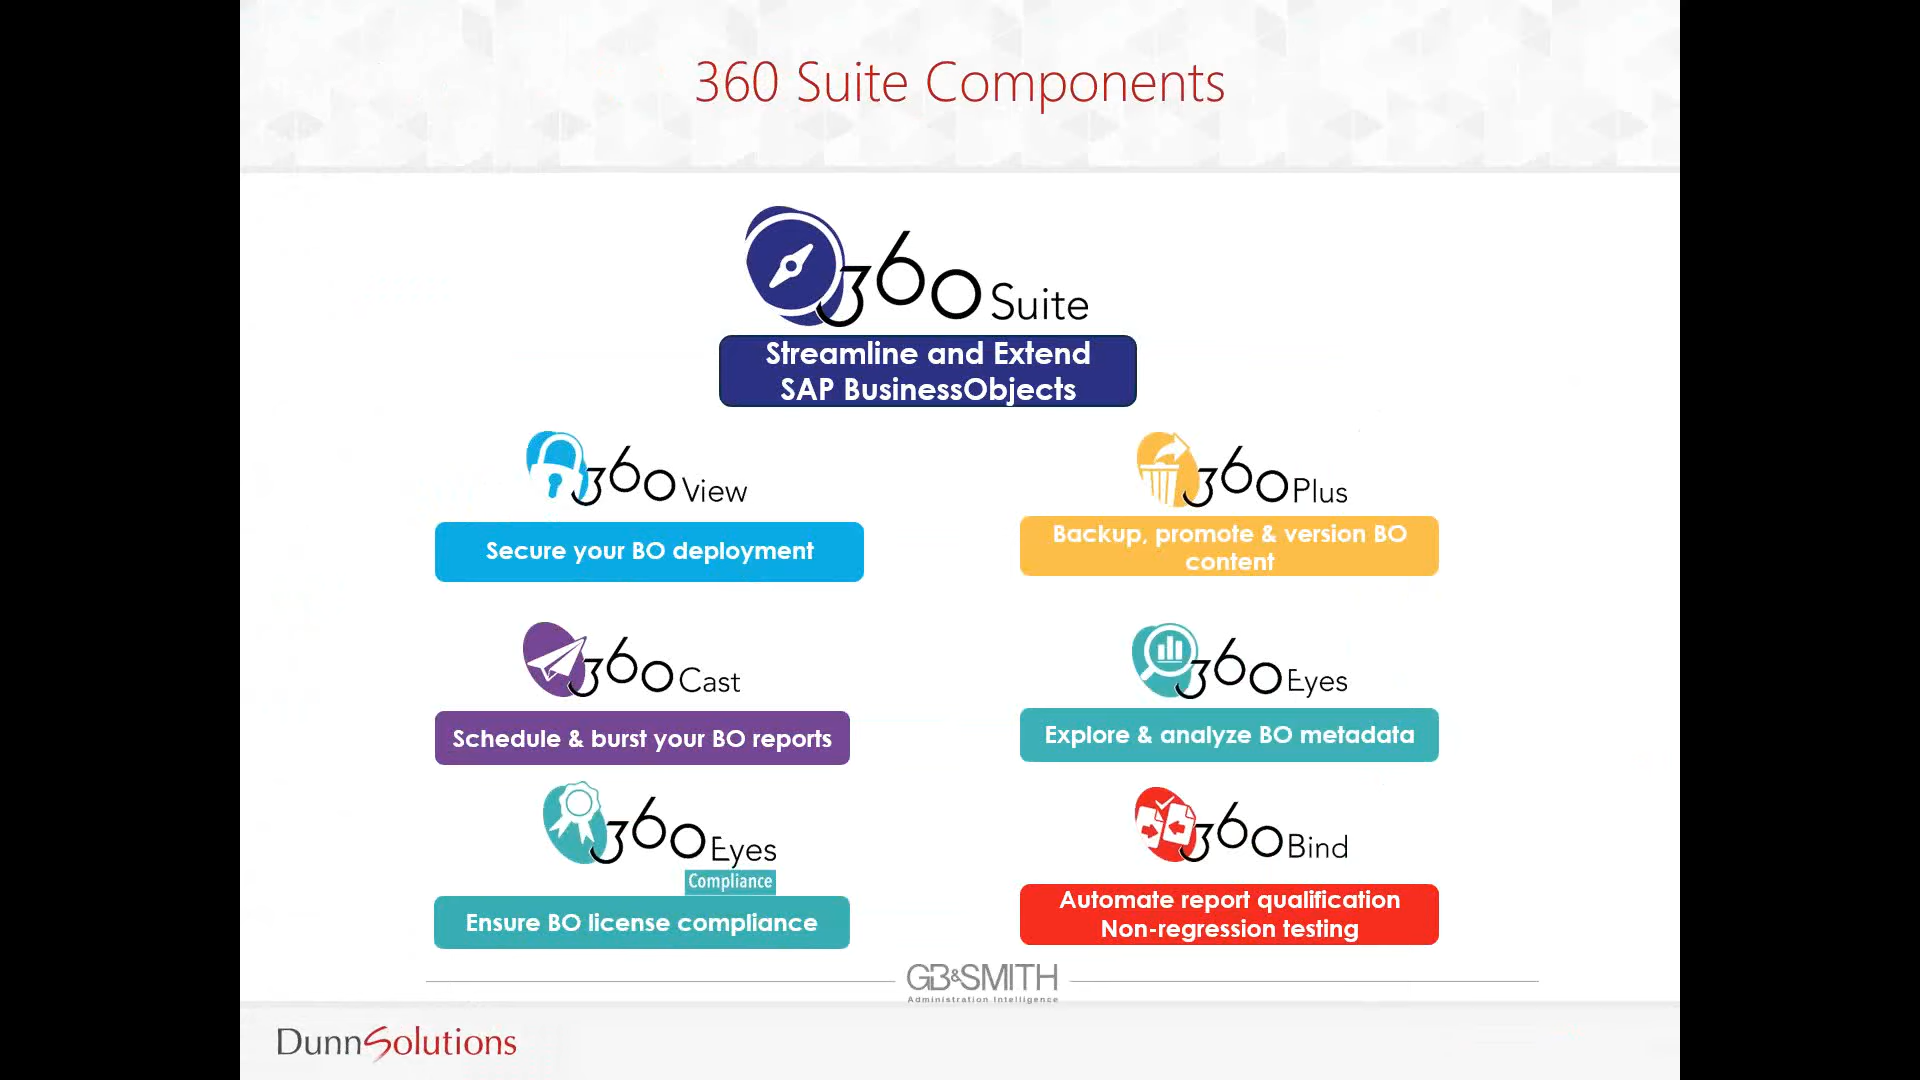 360 Suite Components
360 Suite
Streamline and Extend
SAP BusinessObjects
360 View
360 Plus
Secure your BO deployment
Backup, promote & version BO
content
360 Cast
360 Eyes
Schedule & burst your BO reports
Explore & analyze BO metadata
360 Eyes
Compliance
360 Bind
Ensure BO license compliance
Automate report qualification
Non-regression testing
GB&SMITH
Administration Intelligence
DunnSolutions